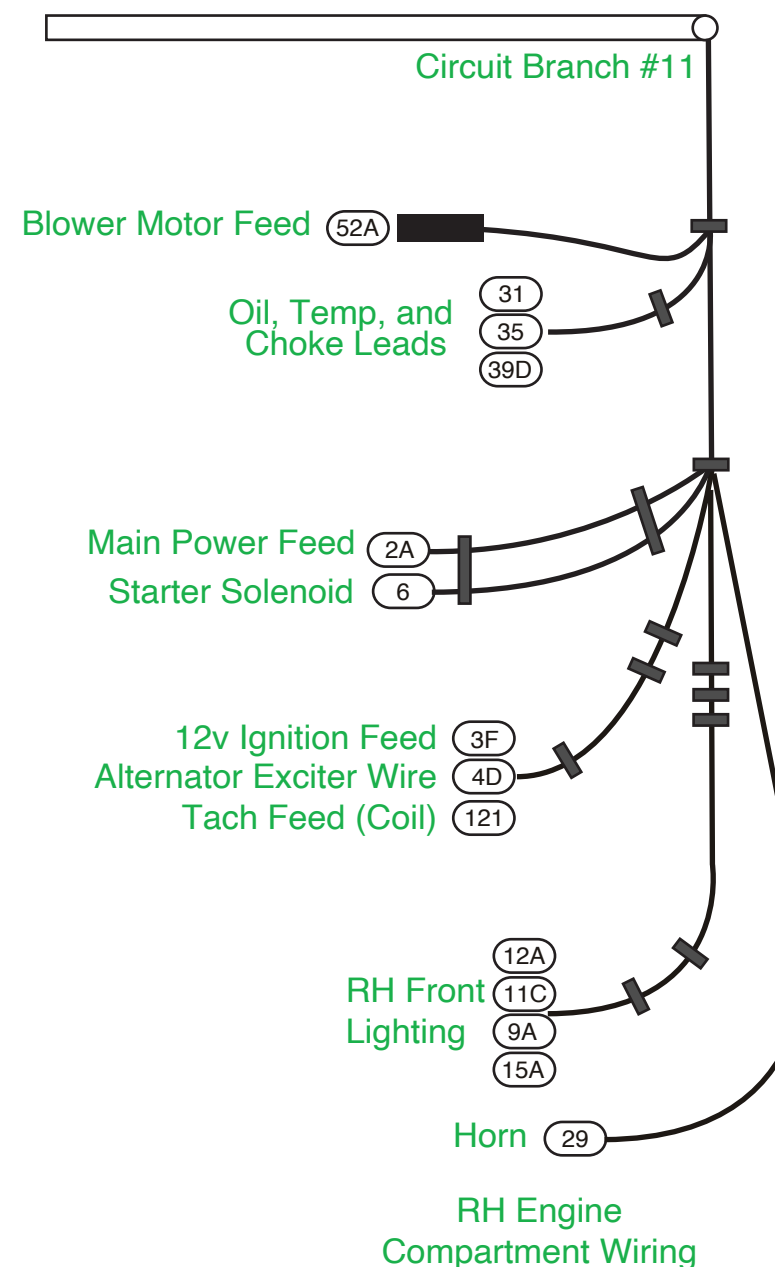 Circuit Branch #11
Blower Motor Feed 52A
31
Oil, Temp, and
35
Choke Leads
39D
Main Power Feed 2A
Starter Solenoid 6
12v Ignition Feed 3F
Alternator Exciter Wire 4D
Tach Feed (Coil) 121
12A
RH Front 11C
Lighting 9A
15A
Horn 29
RH Engine
Compartment Wiring